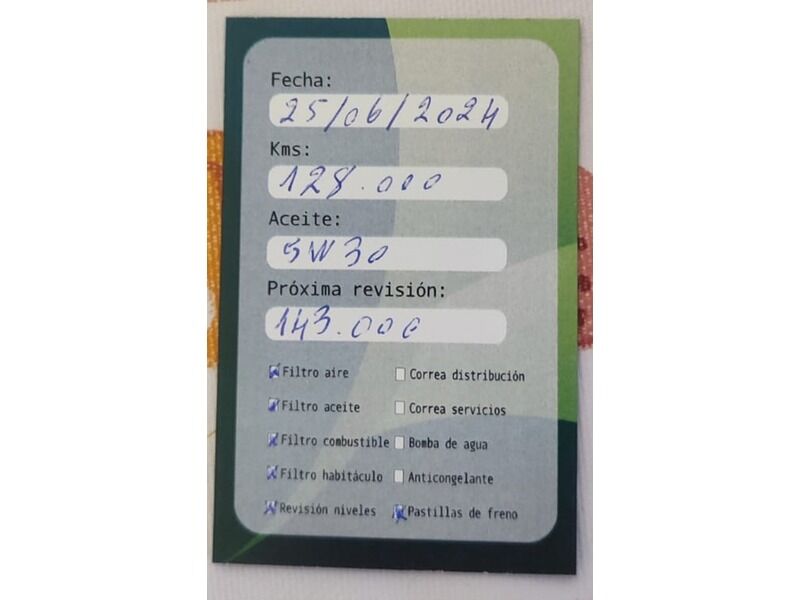 Fecha:
25/06/2024
Kms:
128.000
Aceite:
5W30
Próxima revisión:
143.000
Filtro aire Correa distribución
Filtro aceite Correa servicios
Filtro combustible Bomba de agua
Filtro habitáculo Anticongelante
Revisión niveles Pastillas de freno